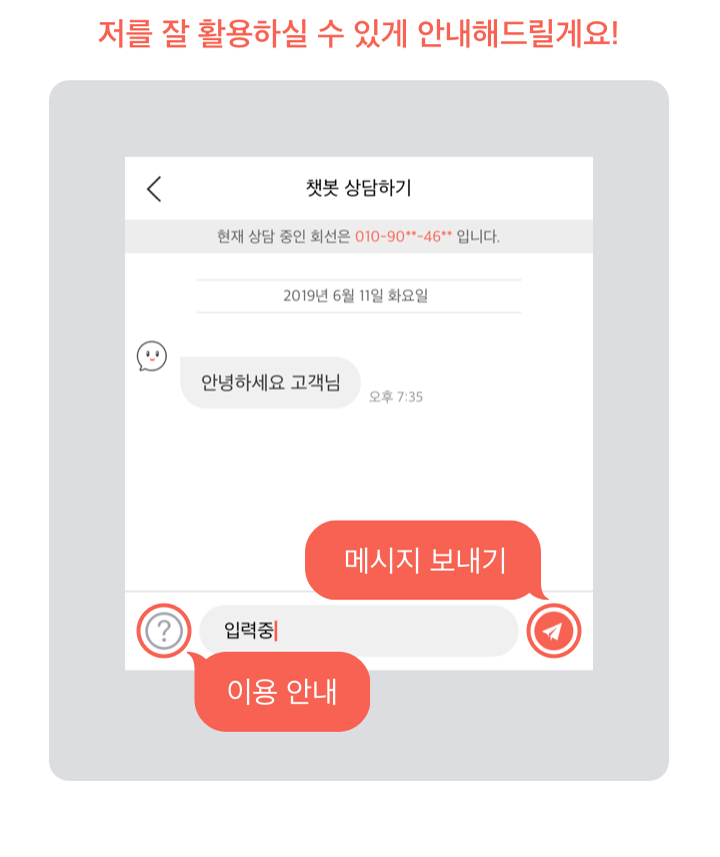 저를 잘 활용하실 수 있게 안내해드릴게요!
챗봇 상담하기
현재 상담 중인 회선은 010-90**-46** 입니다.
2019년 6월 11일 화요일
안녕하세요 고객님
오후 7:35
메시지 보내기
?
입력중
이용 안내